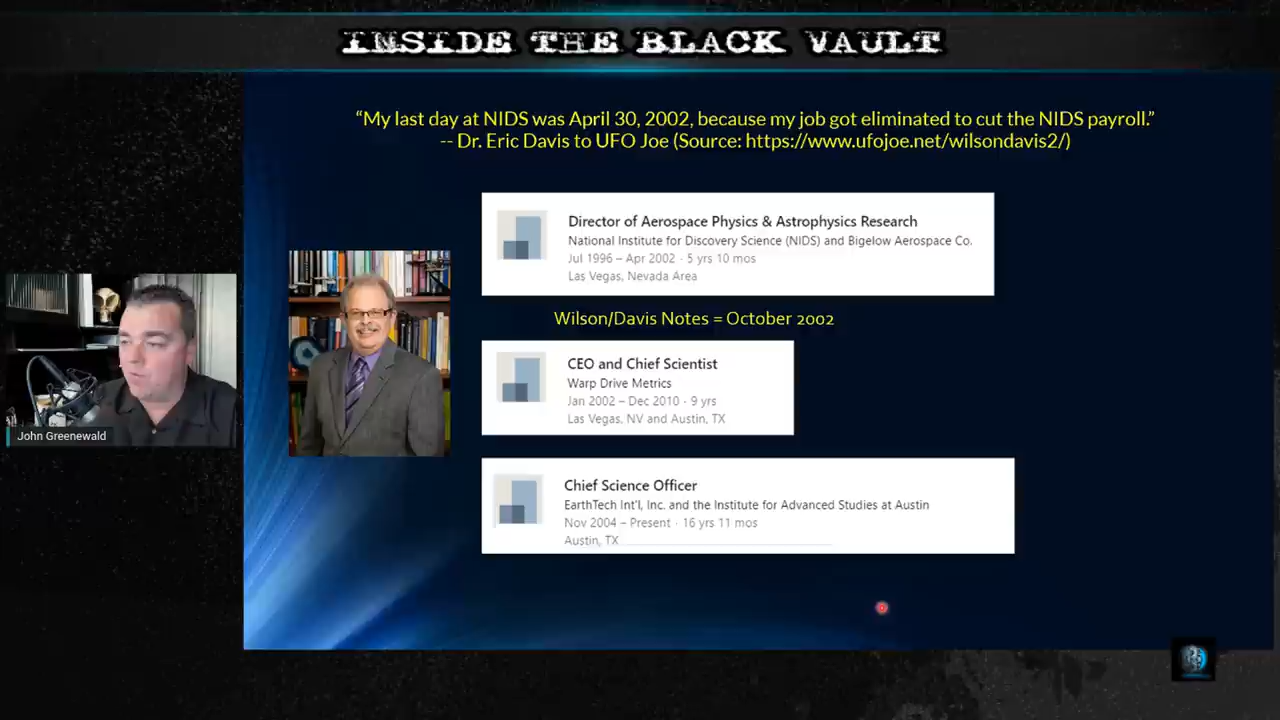 INSIDE THE BLACK VAULT
“My last day at NIDS was April 30, 2002, because my job got eliminated to cut the NIDS payroll.”
-- Dr. Eric Davis to UFO Joe (Source: https://www.ufojoe.net/wilsondavis2/)
Director of Aerospace Physics & Astrophysics Research
National Institute for Discovery Science (NIDS) and Bigelow Aerospace Co.
Jul 1996 – Apr 2002 · 5 yrs 10 mos
Las Vegas, Nevada Area
Wilson/Davis Notes = October 2002
CEO and Chief Scientist
Warp Drive Metrics
Jan 2002 – Dec 2010 · 9 yrs
Las Vegas, NV and Austin, TX
John Greenewald
Chief Science Officer
EarthTech Int'l, Inc. and the Institute for Advanced Studies at Austin
Nov 2004 – Present · 16 yrs 11 mos
Austin, TX